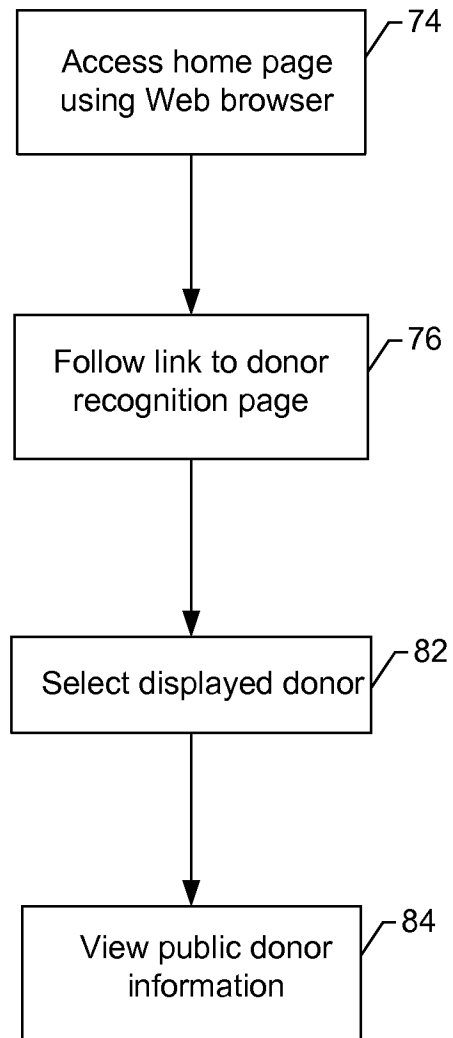 74
Access home page
using Web browser
76
Follow link to donor
recognition page
82
Select displayed donor
84
View public donor
information